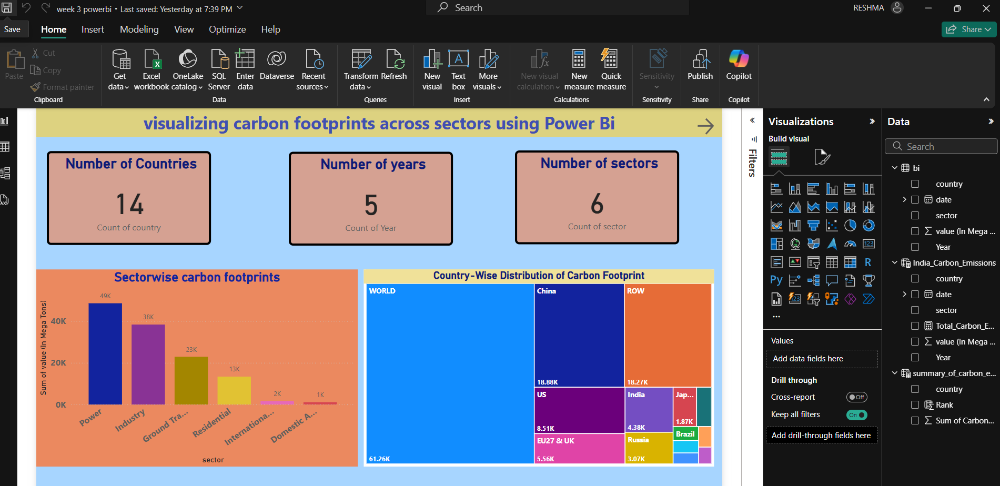 week 3 powerbi • Last saved: Yesterday at 7:39 PM
Search
RESHMA
Save
Home
Insert
Modeling
View
Optimize
Help
Share
Paste
Cut
Copy
Format painter
Clipboard
Get data
Excel workbook
OneLake catalog
SQL Server
Enter data
Dataverse
Recent sources
Data
Transform data
Refresh
Queries
New visual
Text box
More visuals
Insert
New visual calculation
New measure
Quick measure
Calculations
Sensitivity
Sensitivity
Publish
Share
Copilot
Copilot
visualizing carbon footprints across sectors using Power Bi
Number of Countries
14
Count of country
Number of years
5
Count of Year
Number of sectors
6
Count of sector
Sectorwise carbon footprints
Sum of value (In Mega Tons)
40K
20K
0K
49K
38K
23K
13K
2K
1K
Power
Industry
Ground Tra...
Residential
Internationa...
Domestic A...
sector
Country-Wise Distribution of Carbon Footprint
WORLD
61.26K
China
18.88K
ROW
18.27K
US
8.51K
EU27 & UK
5.56K
India
4.38K
Russia
3.07K
Jap...
1.87K
Brazil
Filters
Visualizations
Build visual
123
R
Py
123
...
Values
Add data fields here
Drill through
Cross-report
Off
Keep all filters
On
Add drill-through fields here
Data
Search
bi
country
date
sector
value (In Mega ...
Year
India_Carbon_Emissions
country
date
sector
Total_Carbon_E...
value (In Mega ...
Year
summary_of_carbon_e...
country
Rank
Sum of Carbon...